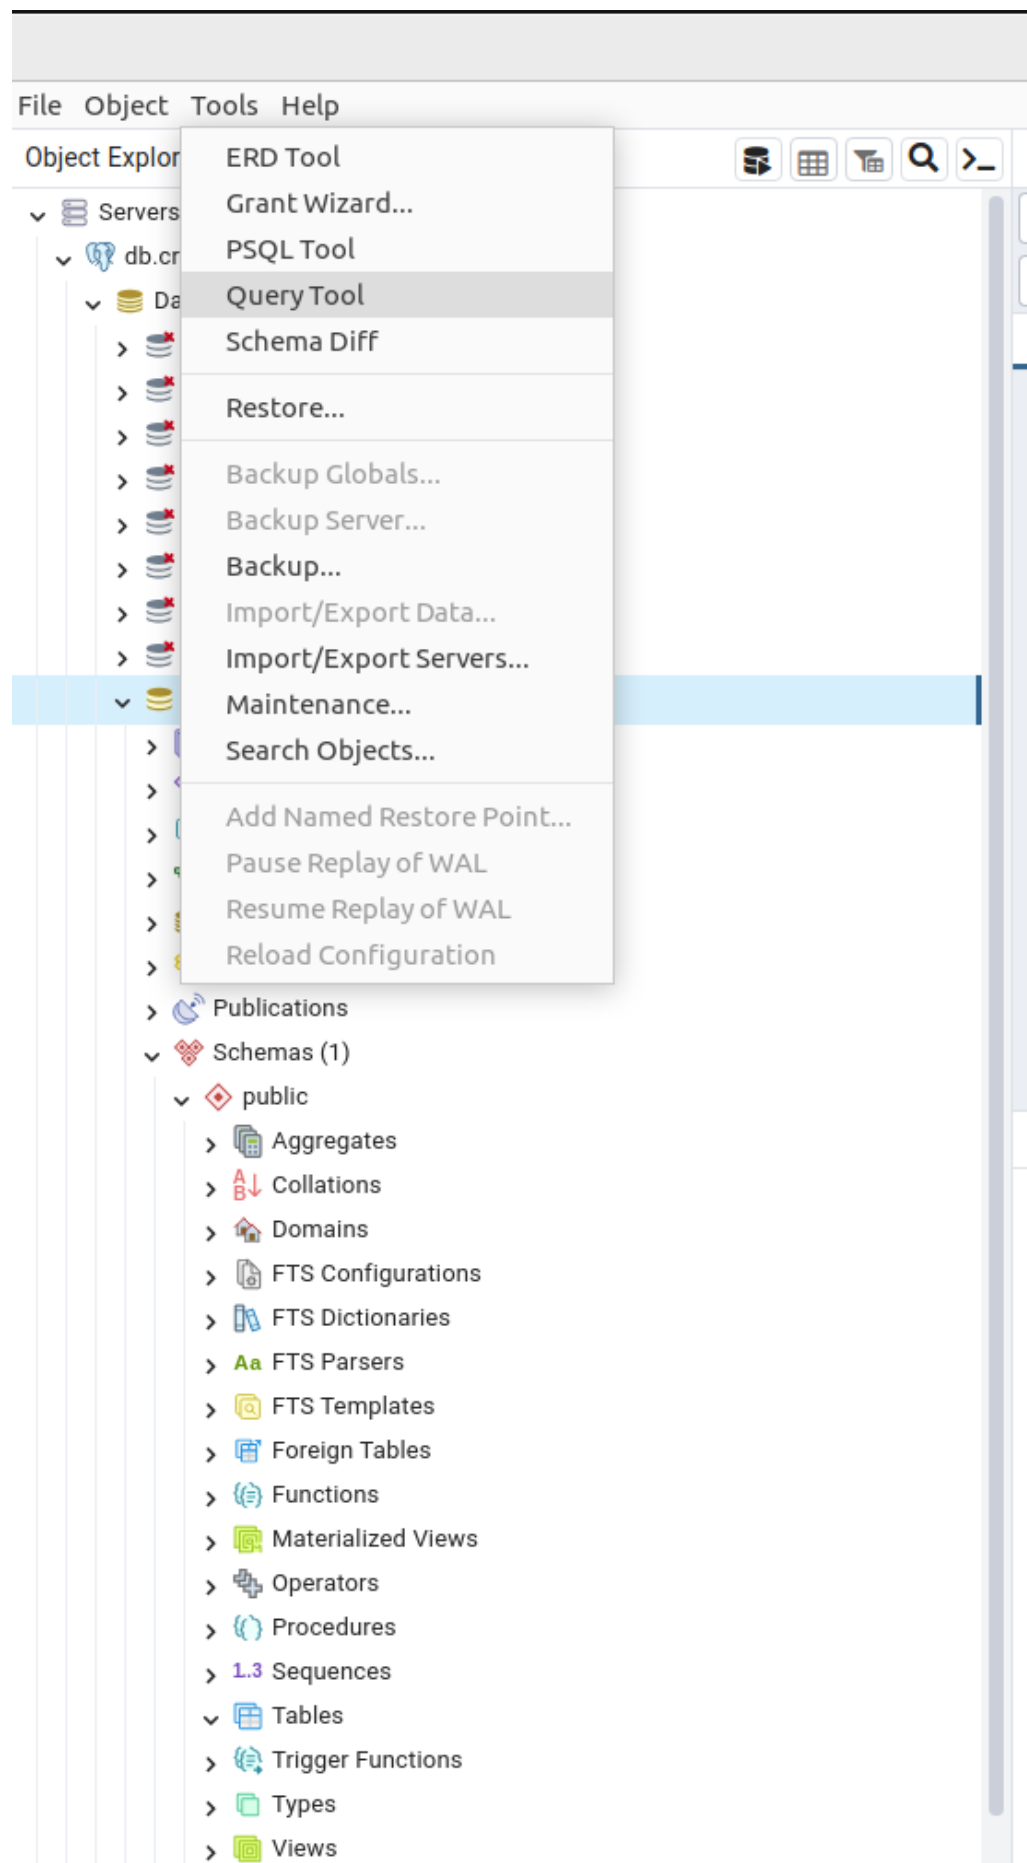 File Object Tools Help
Object Explor
ERD Tool
Grant Wizard...
PSQL Tool
Query Tool
Schema Diff
Restore...
Backup Globals...
Backup Server...
Backup...
Import/Export Data...
Import/Export Servers...
Maintenance...
Search Objects...
Add Named Restore Point...
Pause Replay of WAL
Resume Replay of WAL
Reload Configuration
Servers
db.cr
Da
Publications
Schemas (1)
public
Aggregates
Collations
Domains
FTS Configurations
FTS Dictionaries
Aa FTS Parsers
FTS Templates
Foreign Tables
Functions
Materialized Views
Operators
Procedures
1..3 Sequences
Tables
Trigger Functions
Types
Views